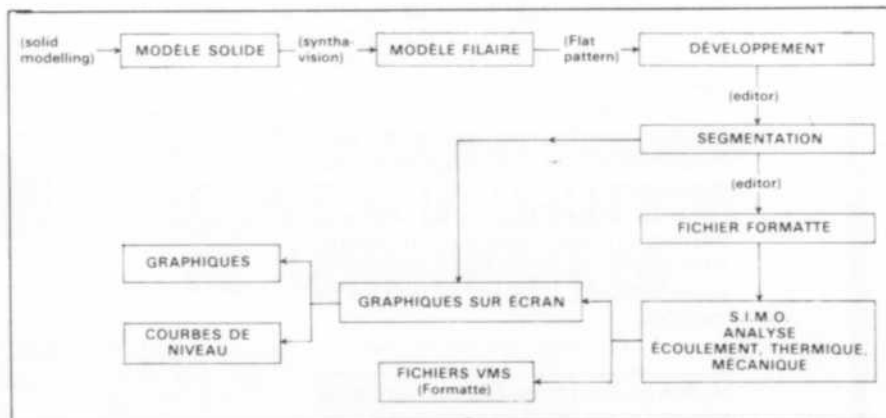 (solid
modelling)
MODÈLE SOLIDE
(syntha-
vision)
MODÈLE FILAIRE
(Flat
pattern)
DÉVELOPPEMENT
(editor)
SEGMENTATION
(editor)
FICHIER FORMATTE
GRAPHIQUES
GRAPHIQUES SUR ÉCRAN
COURBES DE
NIVEAU
S.I.M.O.
ANALYSE
ÉCOULEMENT, THERMIQUE,
MÉCANIQUE
FICHIERS VMS
(Formatte)